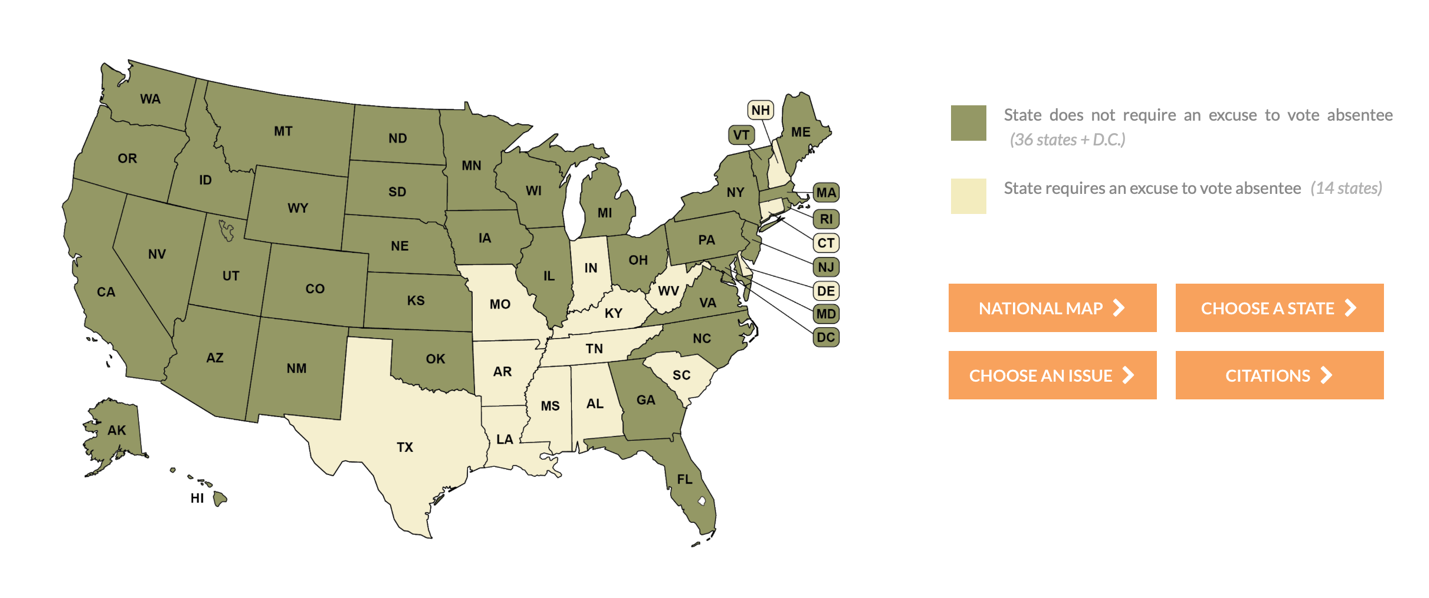 NH
WA
ME
MT
VT
ND
OR
MN
ID
SD
WI
NY
MA
WY
MI
RI
IA
PA
CT
NE
NV
OH
NJ
UT
IL
IN
CO
CA
WV
DE
KS
MO
VA
KY
MD
NC
DC
TN
AZ
OK
NM
AR
SC
GA
MS
AL
AK
LA
TX
FL
HI
State does not require an excuse to vote absentee
(36 states + D.C.)
State requires an excuse to vote absentee (14 states)
NATIONAL MAP
CHOOSE A STATE
CHOOSE AN ISSUE
CITATIONS